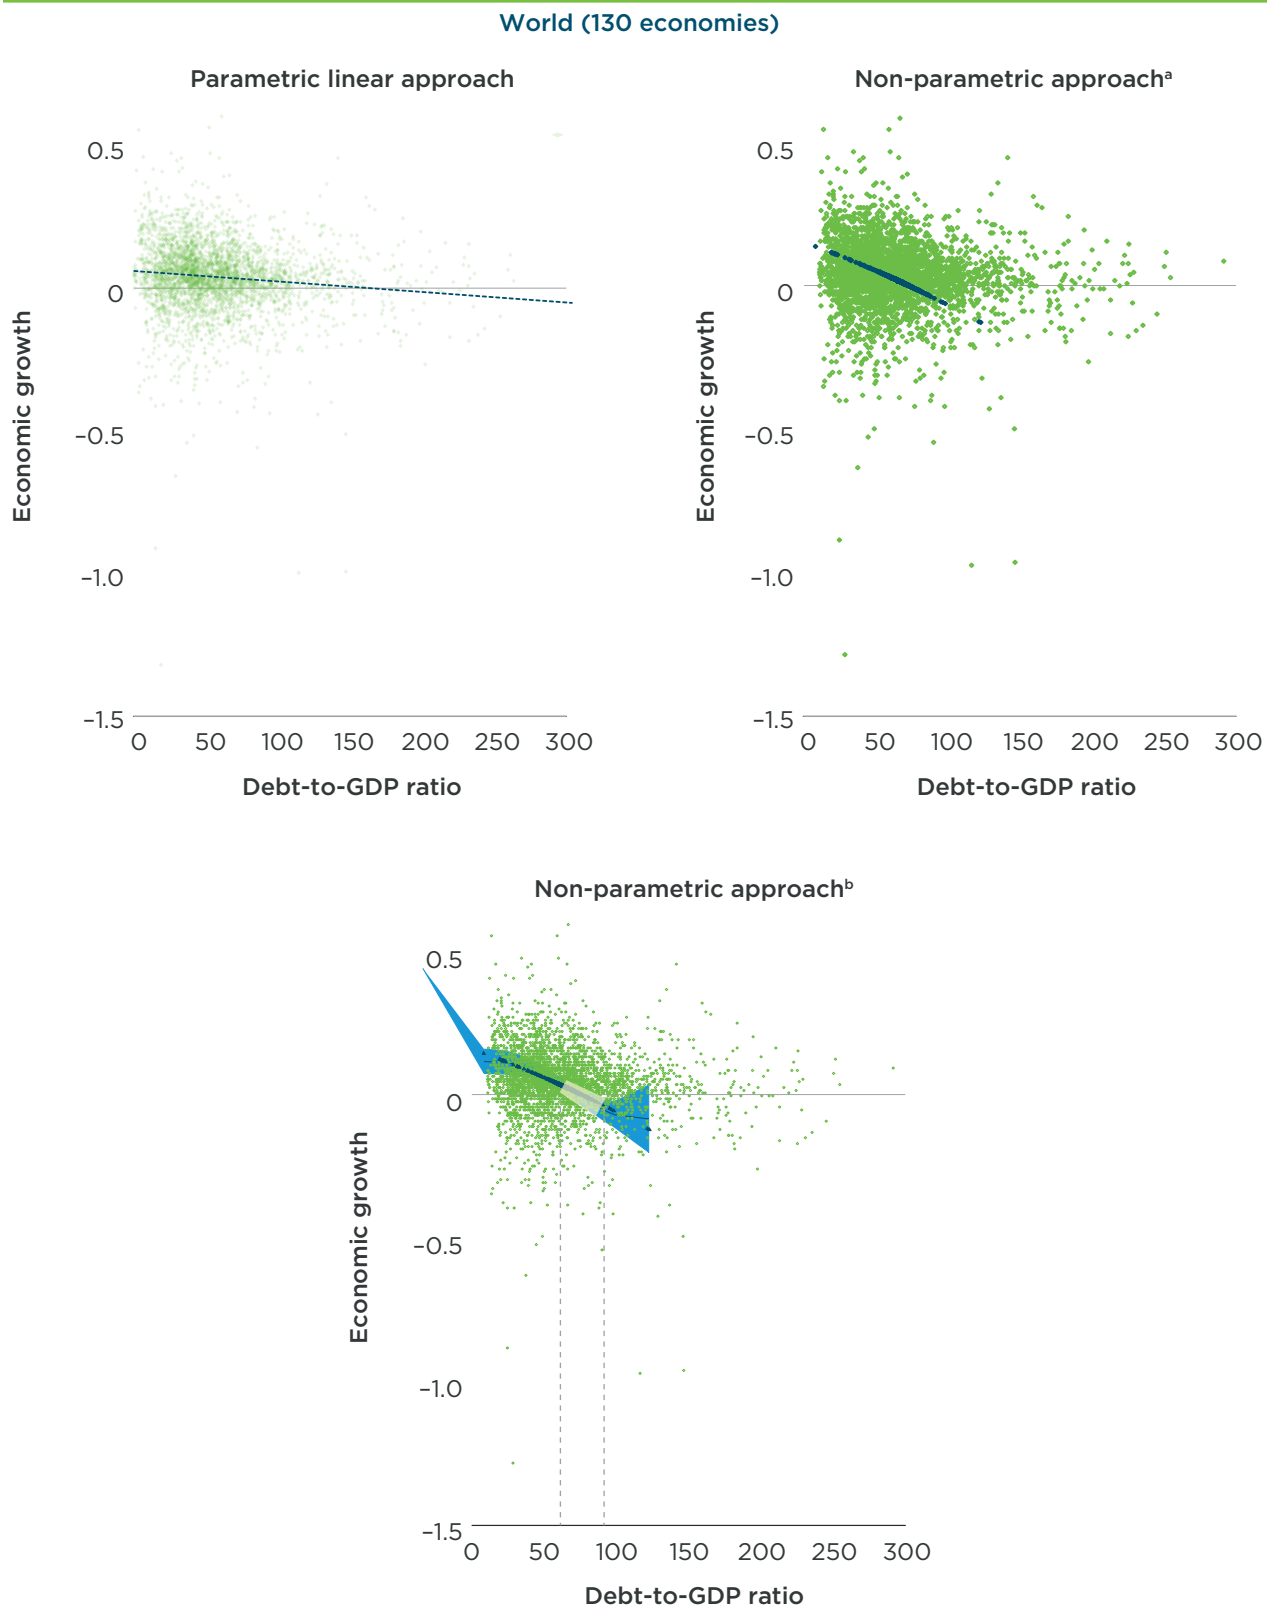 World (130 economies)
Parametric linear approach
0.5
0
–0.5
–1.0
–1.5
Economic growth
0 50 100 150 200 250 300
Debt-to-GDP ratio
Non-parametric approachᵃ
0.5
0
–0.5
–1.0
–1.5
Economic growth
0 50 100 150 200 250 300
Debt-to-GDP ratio
Non-parametric approachᵇ
0.5
0
–0.5
–1.0
–1.5
Economic growth
0 50 100 150 200 250 300
Debt-to-GDP ratio